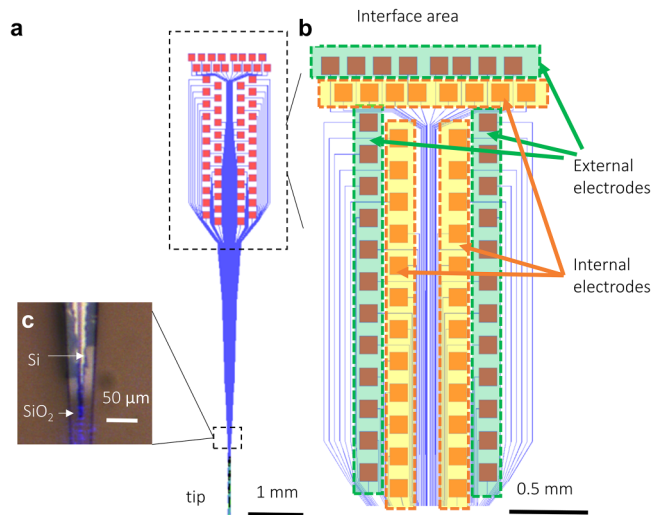 Interface area
a
b
External
electrodes
Internal
electrodes
c
Si
50 μm
SiO₂
tip
1 mm
0.5 mm